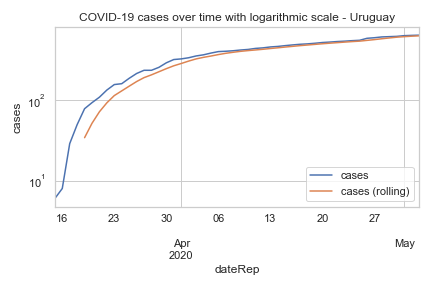 COVID-19 cases over time with logarithmic scale - Uruguay
cases
10²
10¹
cases
cases (rolling)
16 23 30 06 13 20 27
Apr May
2020
dateRep